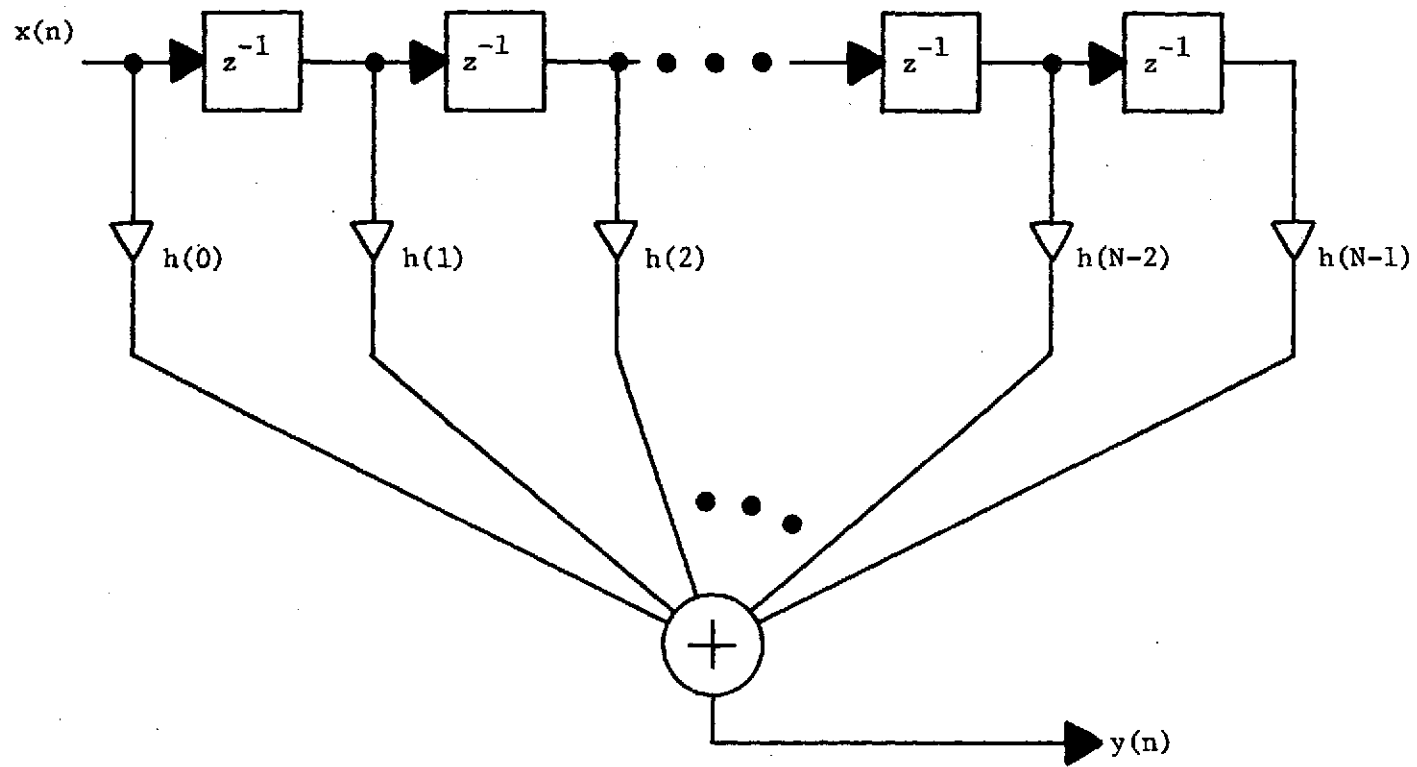 x(n)
z^-1
z^-1
z^-1
z^-1
h(0)
h(1)
h(2)
h(N-2)
h(N-1)
+
y(n)